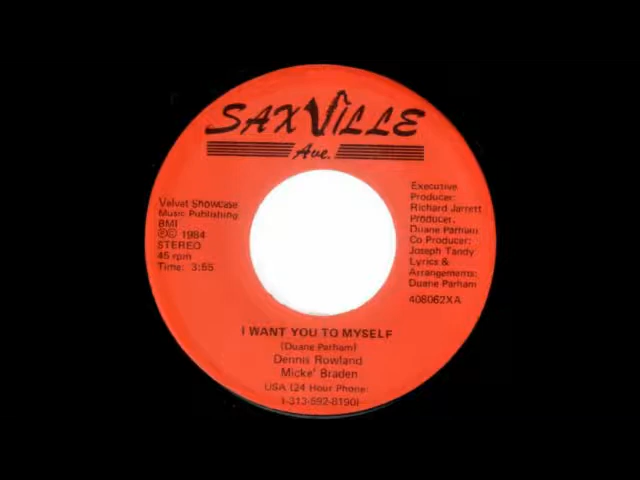 SAXVILLE
Ave.
Velvet Showcase
Music Publishing
BMI
©© 1984
STEREO
45 rpm
Time: 3:55
Executive
Producer:
Richard Jarrett
Producer.
Duane Parham
Co Producer:
Joseph Tandy
Lyrics &
Arrangements:
Duane Parham
408062XA
I WANT YOU TO MYSELF
(Duane Parham)
Dennis Rowland
Micke' Braden
USA 124 Hour Phone:
1-313-592-8190)